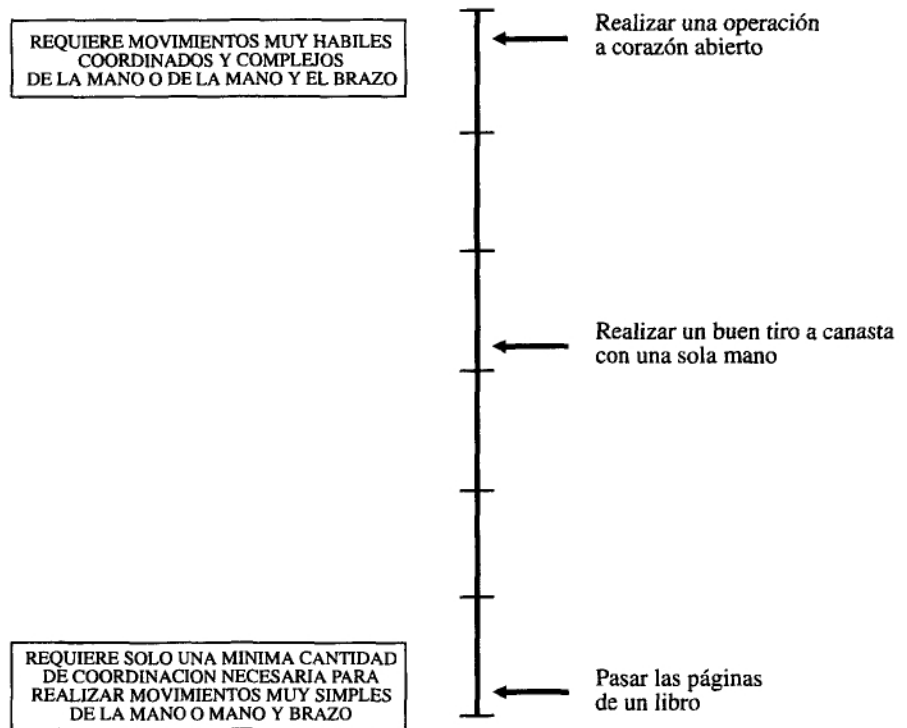 REQUIERE MOVIMIENTOS MUY HABILES
COORDINADOS Y COMPLEJOS
DE LA MANO O DE LA MANO Y EL BRAZO
Realizar una operación
a corazón abierto
Realizar un buen tiro a canasta
con una sola mano
REQUIERE SOLO UNA MINIMA CANTIDAD
DE COORDINACION NECESARIA PARA
REALIZAR MOVIMIENTOS MUY SIMPLES
DE LA MANO O MANO Y BRAZO
Pasar las páginas
de un libro